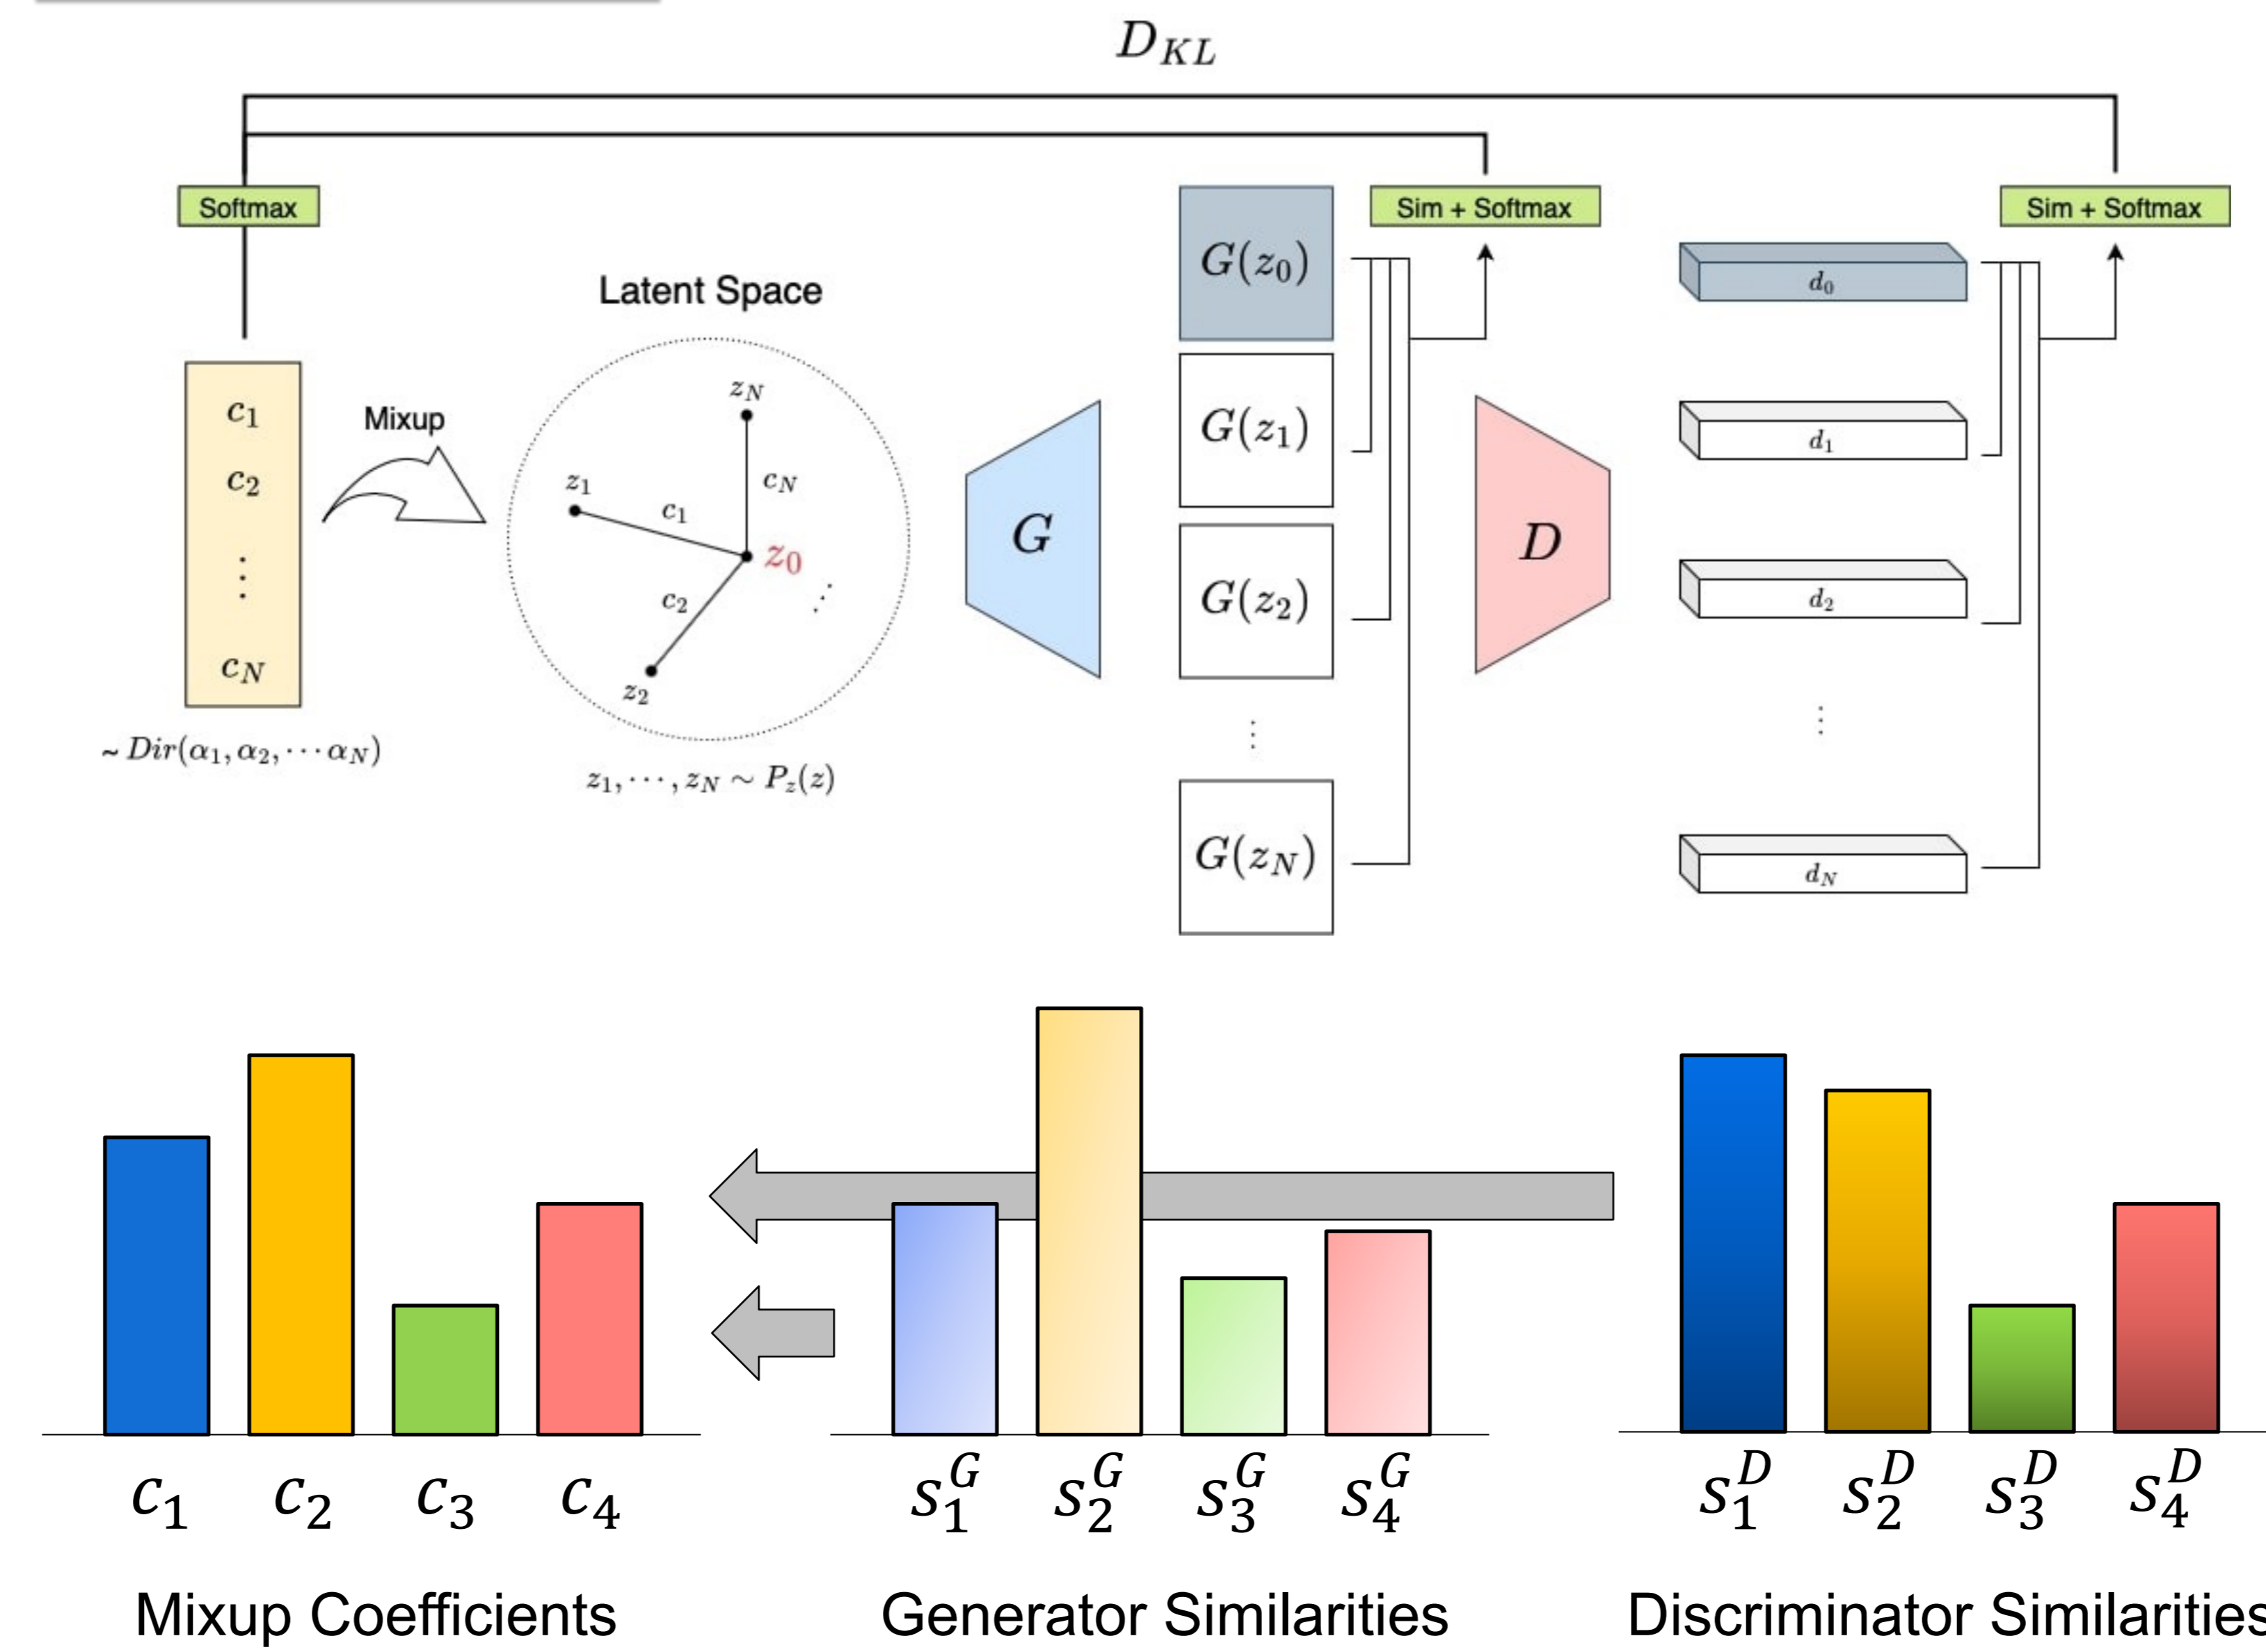 D_{KL}
Softmax
Sim + Softmax
Sim + Softmax
Latent Space
Mixup
c_1
c_2
⋮
c_N
~ Dir(α_1, α_2, ⋯ α_N)
z_N
z_1
c_N
c_1
z_0
c_2
z_2
z_1, ⋯, z_N ∼ P_z(z)
G
G(z_0)
G(z_1)
G(z_2)
⋮
G(z_N)
D
d_0
d_1
d_2
⋮
d_N
c_1 c_2 c_3 c_4
s_1^G s_2^G s_3^G s_4^G
s_1^D s_2^D s_3^D s_4^D
Mixup Coefficients
Generator Similarities
Discriminator Similarities